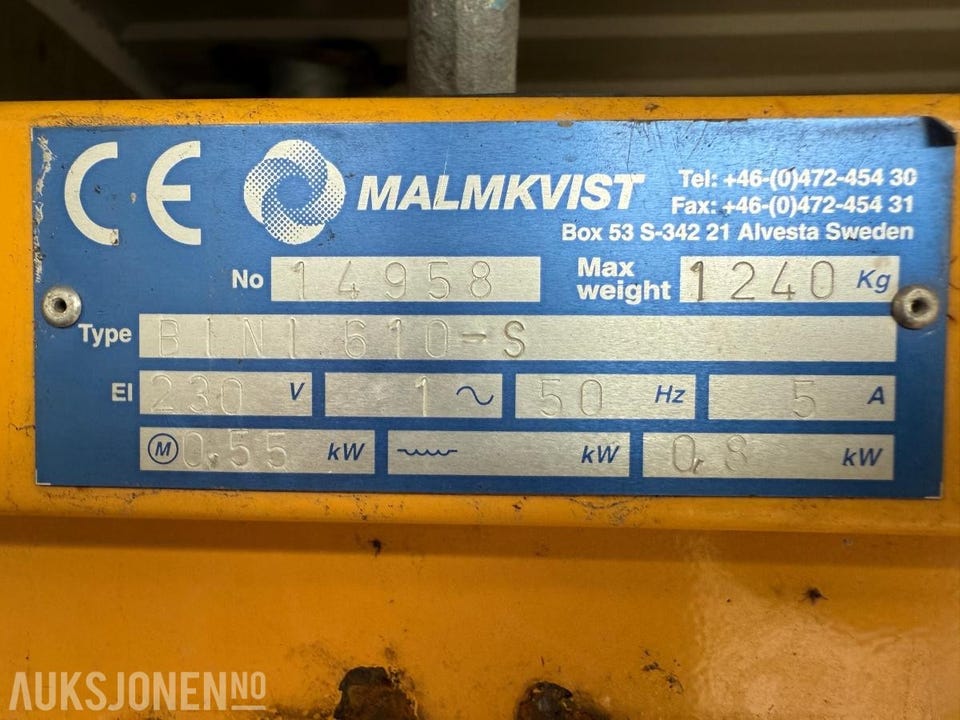 CE MALMKVIST Tel: +46-(0)472-454 30
Fax: +46-(0)472-454 31
Box 53 S-342 21 Alvesta Sweden
No 14958 Max weight 1240 Kg
Type BINI 610-S
El 230 V 1 ~ 50 Hz 5 A
M 0,55 kW kW 0,8 kW
AUKSJONEN NO